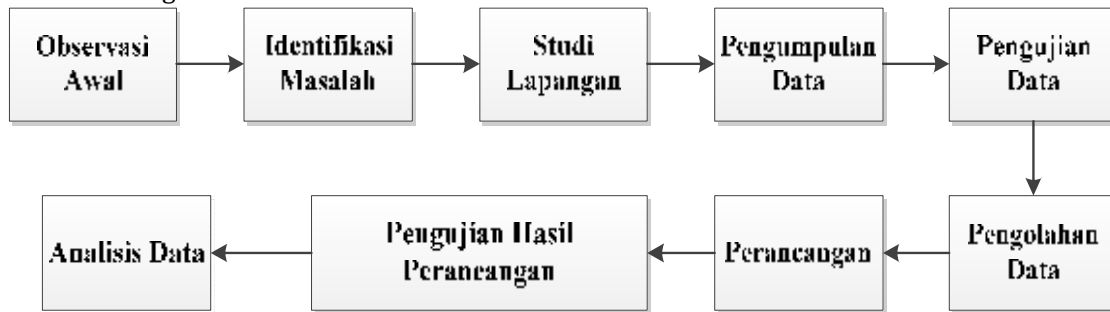 Observasi
Awal
Identifikasi
Masalah
Studi
Lapangan
Pengumpulan
Data
Pengujian
Data
Analisis Data
Pengujian Hasil
Perancangan
Perancangan
Pengolahan
Data